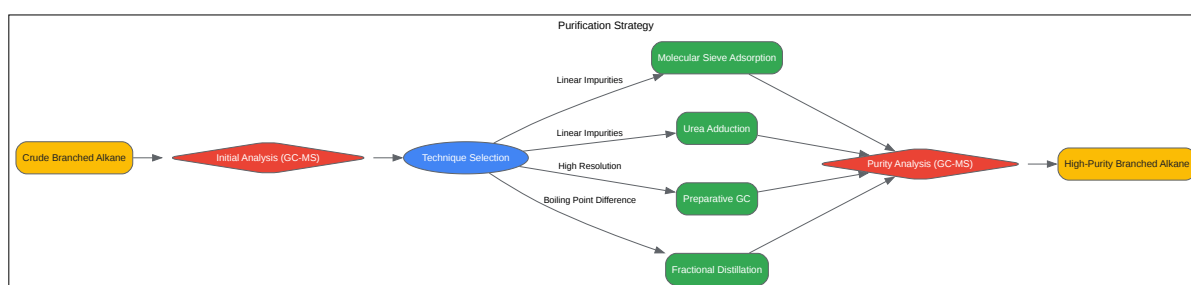 Purification Strategy
Crude Branched Alkane
Initial Analysis (GC-MS)
Technique Selection
Linear Impurities
Linear Impurities
High Resolution
Boiling Point Difference
Molecular Sieve Adsorption
Urea Adduction
Preparative GC
Fractional Distillation
Purity Analysis (GC-MS)
High-Purity Branched Alkane